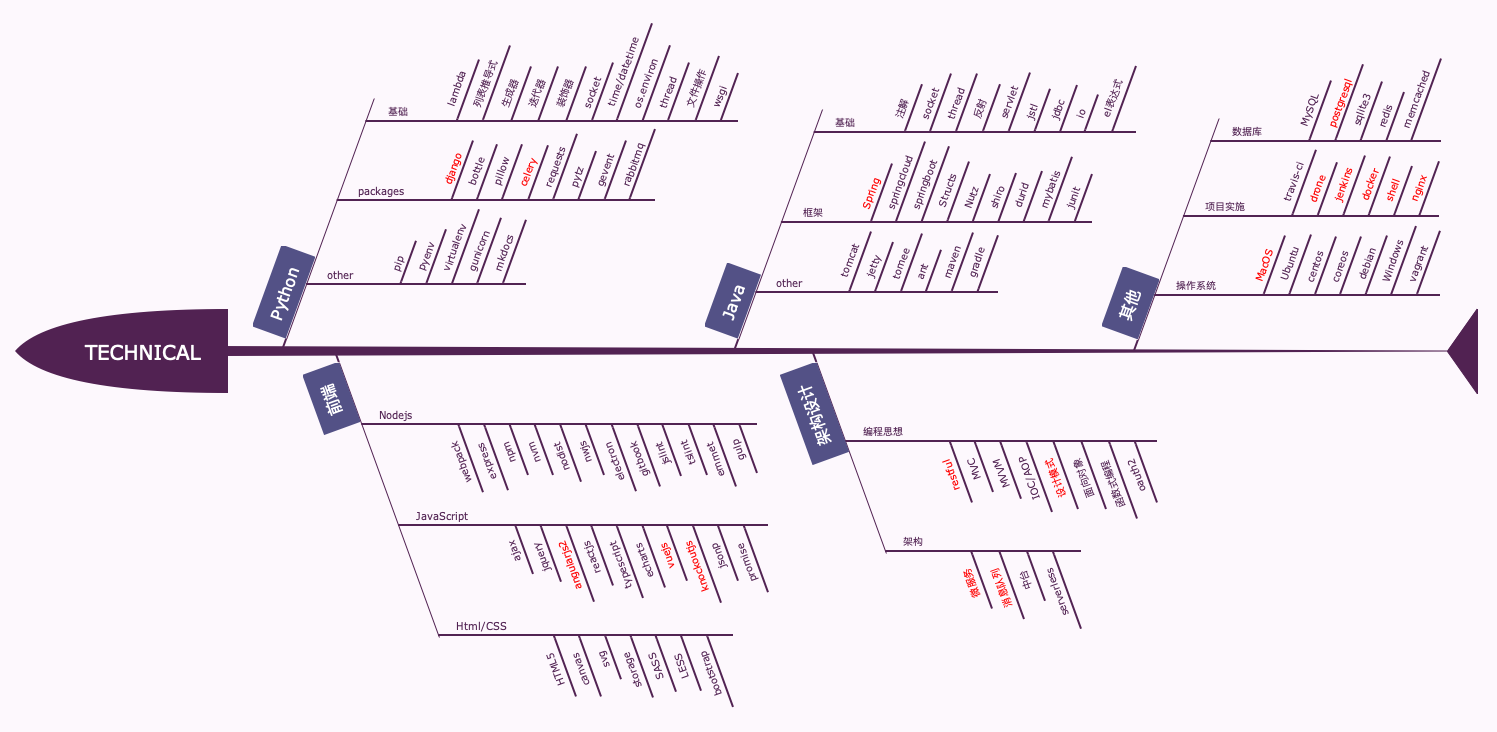 TECHNICAL
Python
基础
lambda
列表推导式
生成器
迭代器
装饰器
socket
time/datetime
os.environ
thread
文件操作
wsgi
packages
django
bottle
pillow
celery
requests
pytz
gevent
rabbitmq
other
pip
Pyenv
virtualenv
gunicorn
mkdocs
Java
基础
注解
socket
thread
反射
servlet
jstl
jdbc
io
el表达式
框架
Spring
springcloud
springboot
Structs
Nutz
shiro
durid
mybatis
junit
other
tomcat
jetty
tomee
ant
maven
gradle
其他
数据库
MySQL
postgresql
sqlite3
redis
memcached
项目实施
travis-ci
drone
jenkins
docker
shell
nginx
操作系统
MacOS
Ubuntu
centos
coreos
debian
Windows
vagrant
前端
Nodejs
webpack
express
npm
nvm
nodist
nwjs
electron
gitbook
jslint
tslint
emmet
gulp
JavaScript
ajax
jquery
angularjs2
reactjs
typescript
echarts
vuejs
knockoutjs
jsonp
promise
Html/CSS
HTML5
canvas
svg
storage
SASS
LESS
bootstrap
架构设计
编程思想
restful
MVC
MVVM
IOC/AOP
设计模式
面向对象
函数式编程
oauth2
架构
微服务
消息队列
中台
serverless